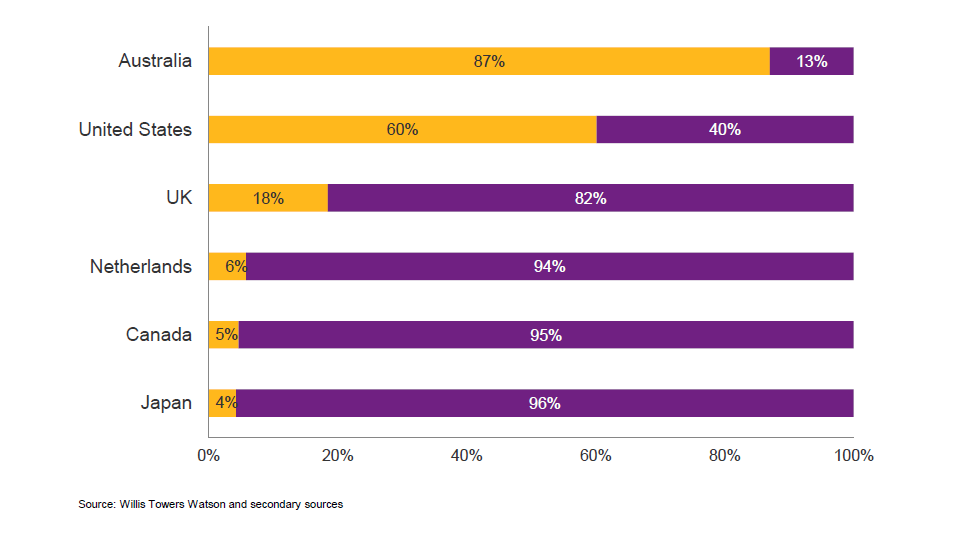 Australia 87% 13%
United States 60% 40%
UK 18% 82%
Netherlands 6% 94%
Canada 5% 95%
Japan 4% 96%
0% 20% 40% 60% 80% 100%
Source: Willis Towers Watson and secondary sources